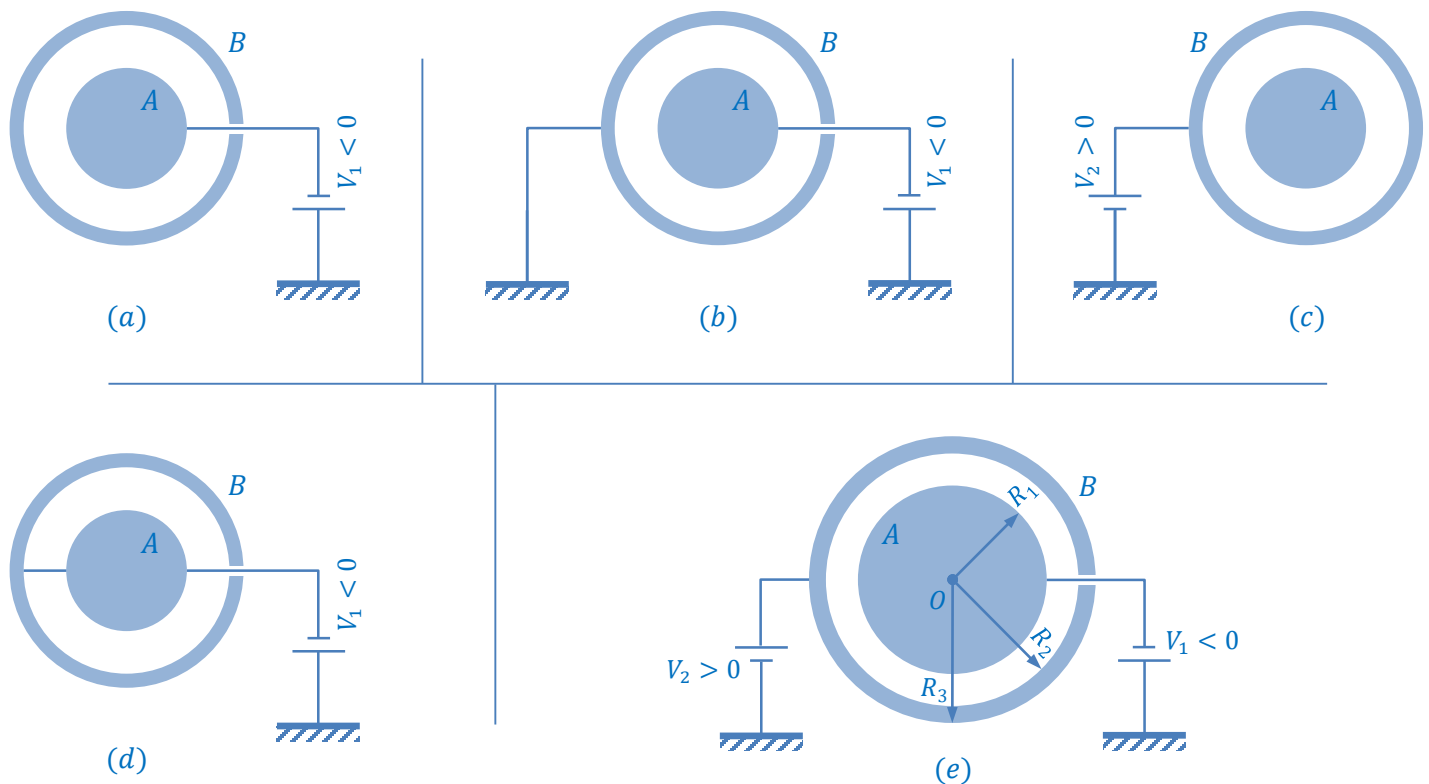 B
A
V₁ < 0
(a)
B
A
V₁ < 0
(b)
B
A
V₂ > 0
(c)
B
A
V₁ < 0
(d)
B
A
R₁
O
R₂
R₃
V₂ > 0
V₁ < 0
(e)